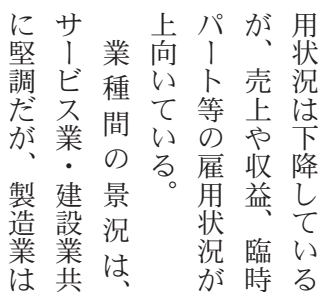 用状況は下降している
が、売上や収益、臨時
パート等の雇用状況が
上向いている。
　業種間の景況は、
サービス業・建設業共
に堅調だが、製造業は